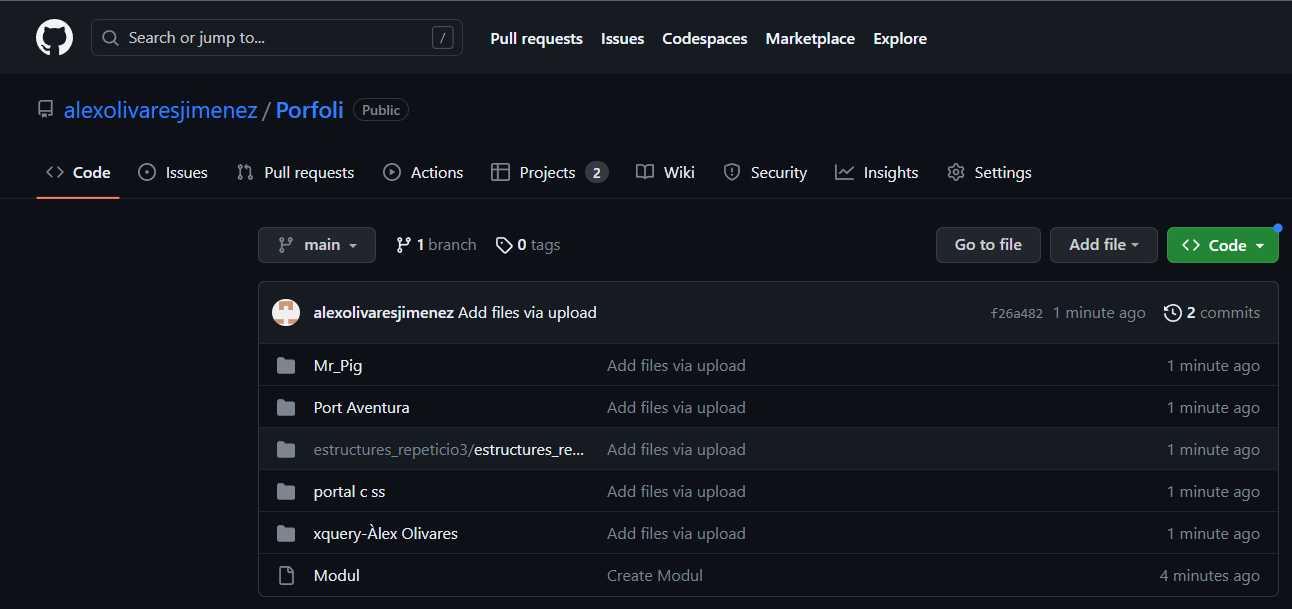 Search or jump to... / Pull requests Issues Codespaces Marketplace Explore
alexolivaresjimenez / Porfoli Public
Code Issues Pull requests Actions Projects 2 Wiki Security Insights Settings
main 1 branch 0 tags Go to file Add file Code
alexolivaresjimenez Add files via upload f26a482 1 minute ago 2 commits
Mr_Pig Add files via upload 1 minute ago
Port Aventura Add files via upload 1 minute ago
estructures_repeticio3/estructures_re... Add files via upload 1 minute ago
portal c ss Add files via upload 1 minute ago
xquery-Àlex Olivares Add files via upload 1 minute ago
Modul Create Modul 4 minutes ago